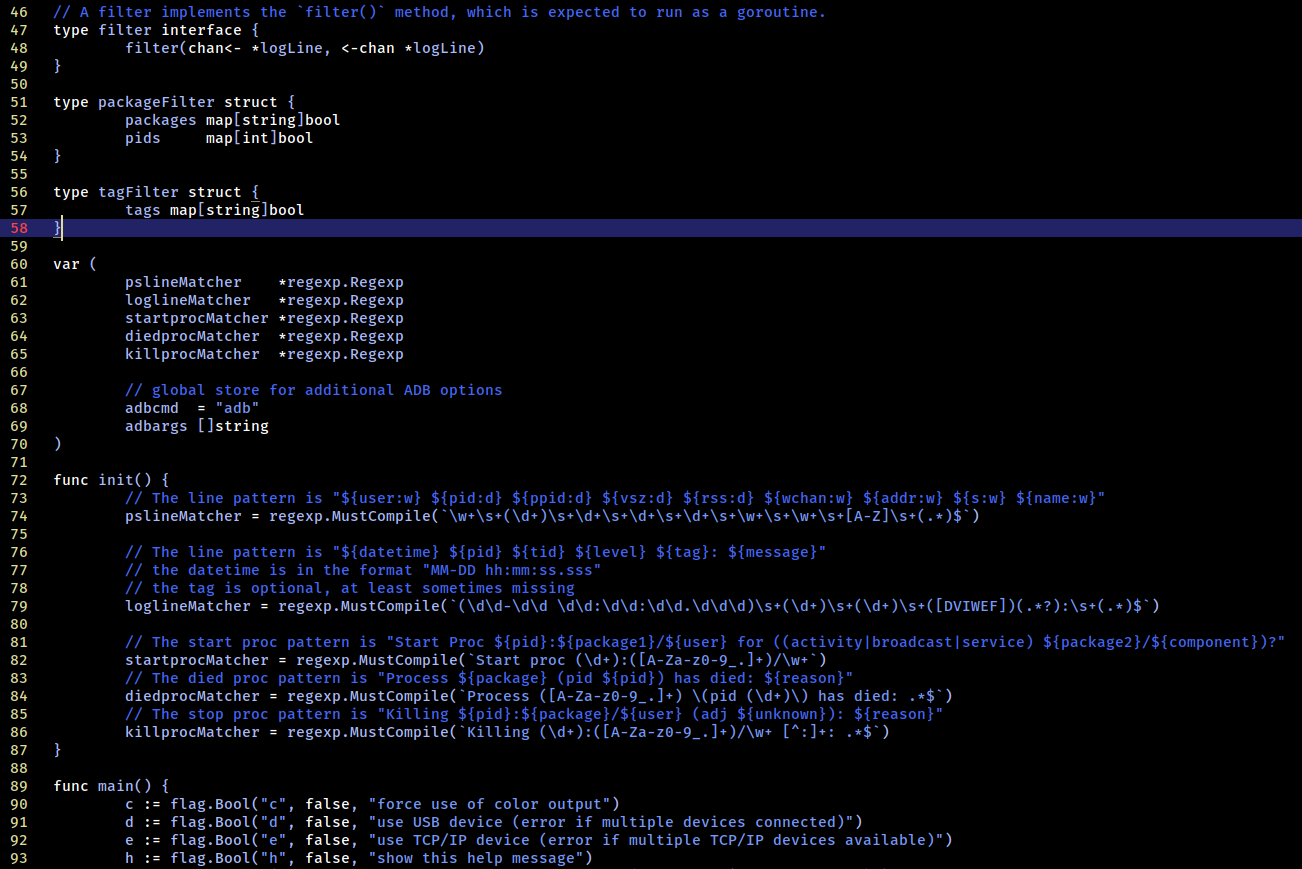 46 // A filter implements the `filter()` method, which is expected to run as a goroutine.
47 type filter interface {
48         filter(chan<- *logLine, <-chan *logLine)
49 }
50
51 type packageFilter struct {
52         packages map[string]bool
53         pids     map[int]bool
54 }
55
56 type tagFilter struct {
57         tags map[string]bool
58 }
59
60 var (
61         pslineMatcher    *regexp.Regexp
62         loglineMatcher   *regexp.Regexp
63         startprocMatcher *regexp.Regexp
64         diedprocMatcher  *regexp.Regexp
65         killprocMatcher  *regexp.Regexp
66
67         // global store for additional ADB options
68         adbcmd  = "adb"
69         adbargs []string
70 )
71
72 func init() {
73         // The line pattern is "${user:w} ${pid:d} ${ppid:d} ${vsz:d} ${rss:d} ${wchan:w} ${addr:w} ${s:w} ${name:w}"
74         pslineMatcher = regexp.MustCompile(`\w+\s+(\d+)\s+\d+\s+\d+\s+\d+\s+\w+\s+\w+\s+[A-Z]\s+(.*)$`)
75
76         // The line pattern is "${datetime} ${pid} ${tid} ${level} ${tag}: ${message}"
77         // the datetime is in the format "MM-DD hh:mm:ss.sss"
78         // the tag is optional, at least sometimes missing
79         loglineMatcher = regexp.MustCompile(`(\d\d-\d\d \d\d:\d\d:\d\d.\d\d\d)\s+(\d+)\s+(\d+)\s+([DVIWEF])(.*?):\s+(.*)$`)
80
81         // The start proc pattern is "Start Proc ${pid}:${package1}/${user} for ((activity|broadcast|service) ${package2}/${component})?"
82         startprocMatcher = regexp.MustCompile(`Start proc (\d+):([A-Za-z0-9_.]+)/\w+`)
83         // The died proc pattern is "Process ${package} (pid ${pid}) has died: ${reason}"
84         diedprocMatcher = regexp.MustCompile(`Process ([A-Za-z0-9_.]+) \(pid (\d+)\) has died: .*$`)
85         // The stop proc pattern is "Killing ${pid}:${package}/${user} (adj ${unknown}): ${reason}"
86         killprocMatcher = regexp.MustCompile(`Killing (\d+):([A-Za-z0-9_.]+)/\w+ [^:]+: .*$`)
87 }
88
89 func main() {
90         c := flag.Bool("c", false, "force use of color output")
91         d := flag.Bool("d", false, "use USB device (error if multiple devices connected)")
92         e := flag.Bool("e", false, "use TCP/IP device (error if multiple TCP/IP devices available)")
93         h := flag.Bool("h", false, "show this help message")